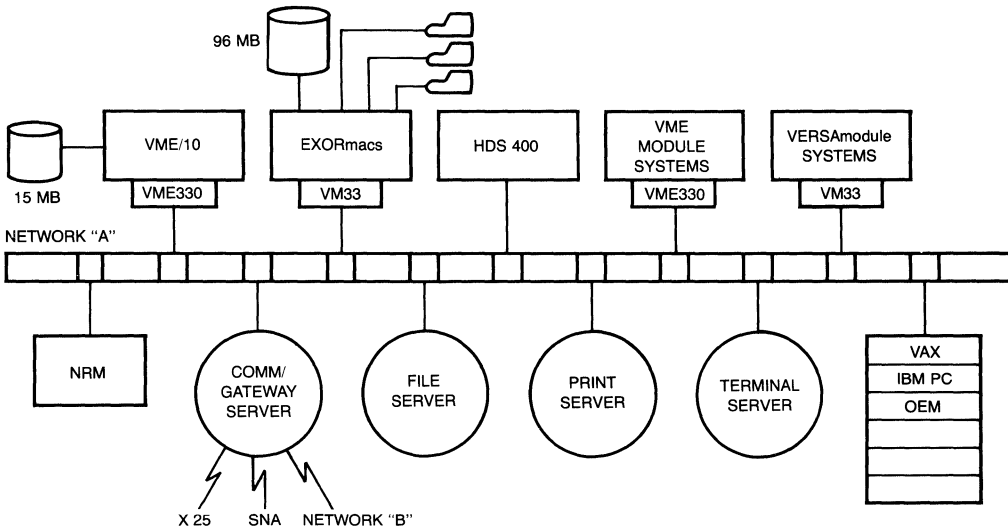 96 MB
VME/10
EXORmacs
HDS 400
VME
MODULE
SYSTEMS
VERSAmodule
SYSTEMS
15 MB
VME330
VM33
VME330
VM33
NETWORK "A"
NRM
COMM/
GATEWAY
SERVER
FILE
SERVER
PRINT
SERVER
TERMINAL
SERVER
VAX
IBM PC
OEM
X 25
SNA
NETWORK "B"